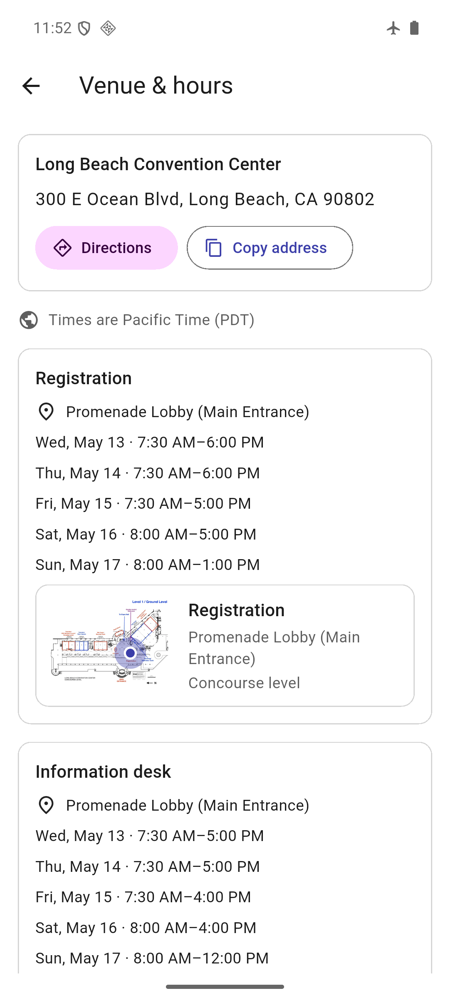 11:52
Venue & hours
Long Beach Convention Center
300 E Ocean Blvd, Long Beach, CA 90802
Directions
Copy address
Times are Pacific Time (PDT)
Registration
Promenade Lobby (Main Entrance)
Wed, May 13 · 7:30 AM–6:00 PM
Thu, May 14 · 7:30 AM–6:00 PM
Fri, May 15 · 7:30 AM–5:00 PM
Sat, May 16 · 8:00 AM–5:00 PM
Sun, May 17 · 8:00 AM–1:00 PM
Level 1 / Ground Level
Registration
Promenade Lobby (Main
Entrance)
Concourse level
Information desk
Promenade Lobby (Main Entrance)
Wed, May 13 · 7:30 AM–5:00 PM
Thu, May 14 · 7:30 AM–5:00 PM
Fri, May 15 · 7:30 AM–4:00 PM
Sat, May 16 · 8:00 AM–4:00 PM
Sun, May 17 · 8:00 AM–12:00 PM